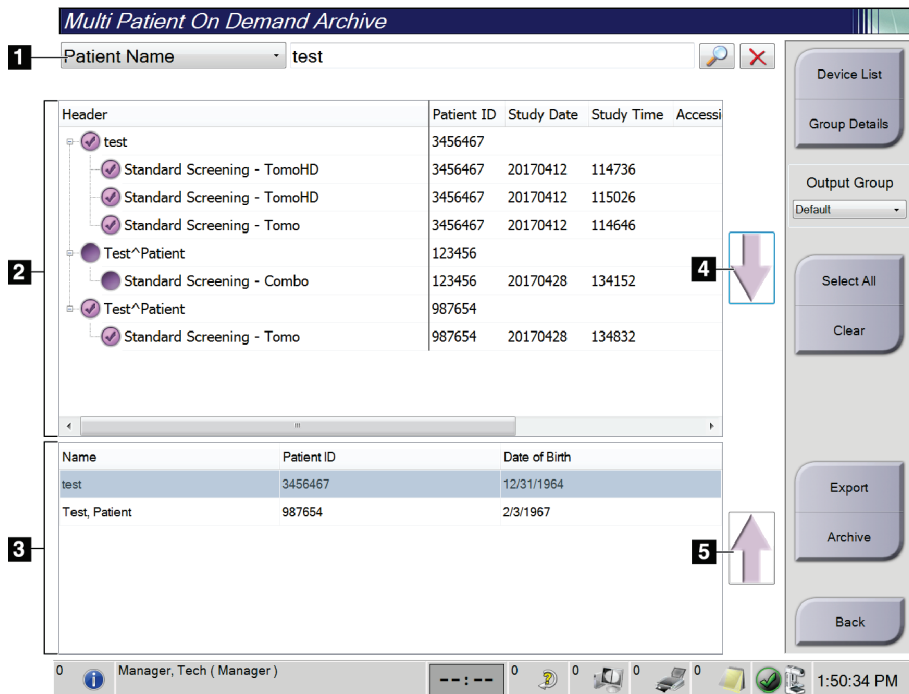 Multi Patient On Demand Archive
1 Patient Name test
Device List
Group Details
Output Group
Default
Select All
Clear
Export
Archive
Back
2
Header Patient ID Study Date Study Time Accessi
test 3456467
Standard Screening - TomoHD 3456467 20170412 114736
Standard Screening - TomoHD 3456467 20170412 115026
Standard Screening - Tomo 3456467 20170412 114646
Test^Patient 123456
Standard Screening - Combo 123456 20170428 134152
Test^Patient 987654
Standard Screening - Tomo 987654 20170428 134832
4
3
Name Patient ID Date of Birth
test 3456467 12/31/1964
Test, Patient 987654 2/3/1967
5
0 Manager, Tech ( Manager ) --:-- 0 0 0 0 1:50:34 PM